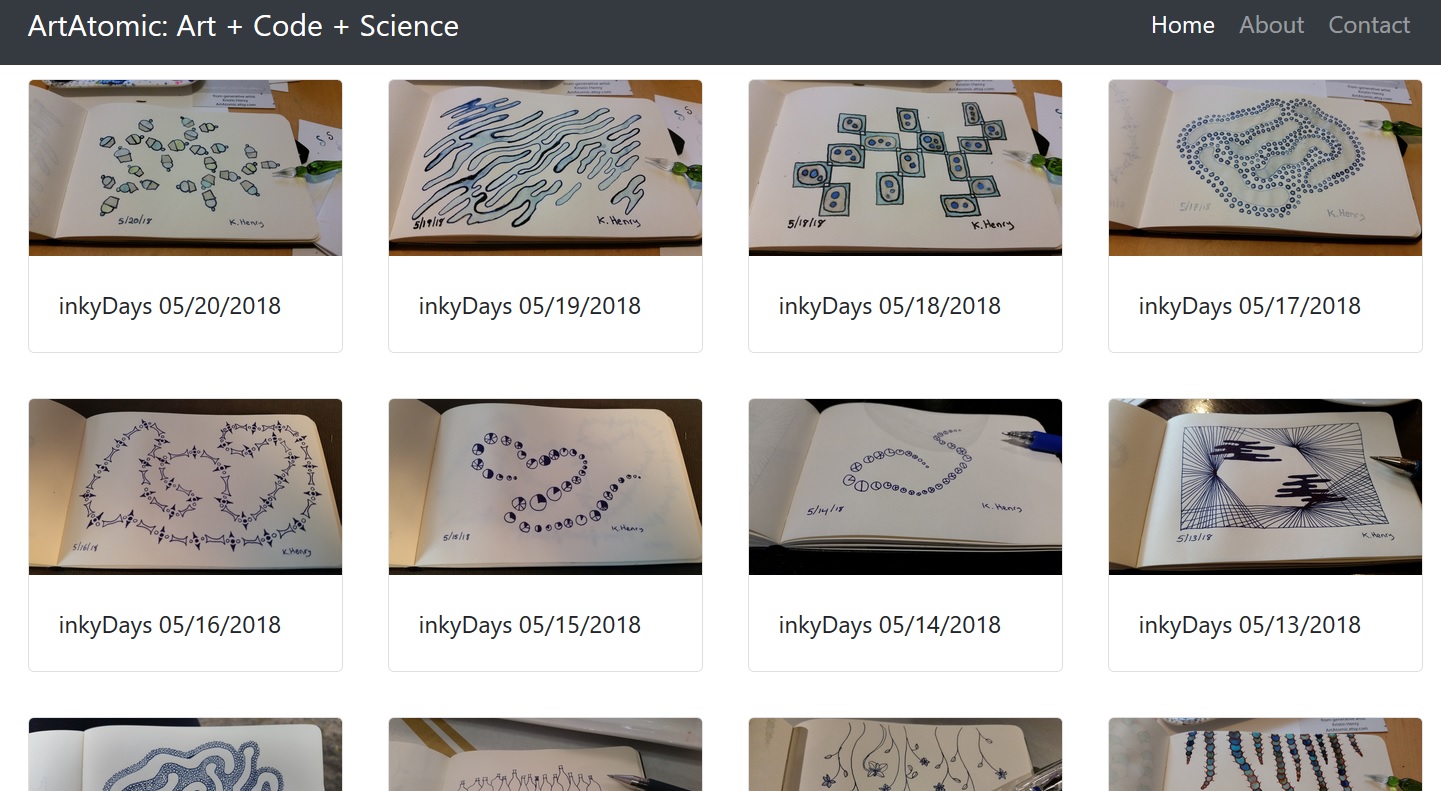 ArtAtomic: Art + Code + Science
Home About Contact
5/20/18 K.Henry
5/19/18 K.Henry
5/18/18 K.Henry
5/17/18 K.Henry
inkyDays 05/20/2018
inkyDays 05/19/2018
inkyDays 05/18/2018
inkyDays 05/17/2018
5/16/18 K.Henry
5/15/18 K.Henry
5/14/18 K.Henry
5/13/18 K.Henry
inkyDays 05/16/2018
inkyDays 05/15/2018
inkyDays 05/14/2018
inkyDays 05/13/2018